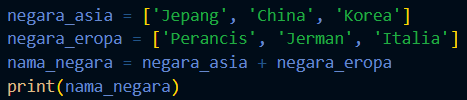 negara_asia = ['Jepang', 'China', 'Korea']
negara_eropa = ['Perancis', 'Jerman', 'Italia']
nama_negara = negara_asia + negara_eropa
print(nama_negara)